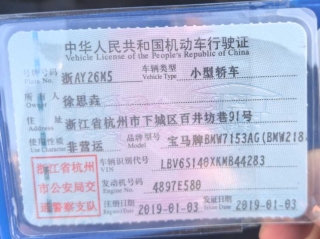 中华人民共和国机动车行驶证
Vehicle License of the People's Republic of China
号牌号码 浙AY26M5 车辆类型 小型轿车
Vehicle Type
所有人 徐思焱
Owner
住址 浙江省杭州市下城区百井坊巷91号
Address
使用性质 非营运 品牌型号 宝马牌BMW7153AG(BMW218
Use Character
浙江省杭州
市公安局交
通警察支队
车辆识别代号 LBV6S140XKMB44283
VIN
发动机号码 4897E580
Engine No.
注册日期 2019-01-03 发证日期 2019-01-03
Register Date Issue Date